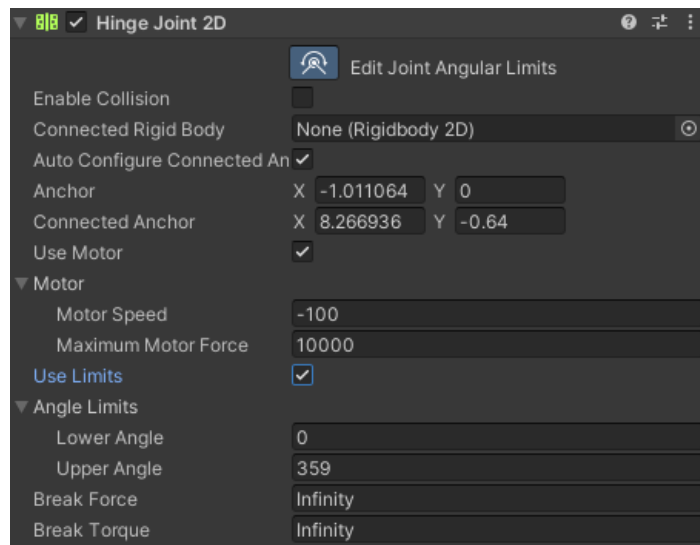 Hinge Joint 2D
Edit Joint Angular Limits
Enable Collision
Connected Rigid Body None (Rigidbody 2D)
Auto Configure Connected An
Anchor X -1.011064 Y 0
Connected Anchor X 8.266936 Y -0.64
Use Motor
Motor
Motor Speed -100
Maximum Motor Force 10000
Use Limits
Angle Limits
Lower Angle 0
Upper Angle 359
Break Force Infinity
Break Torque Infinity